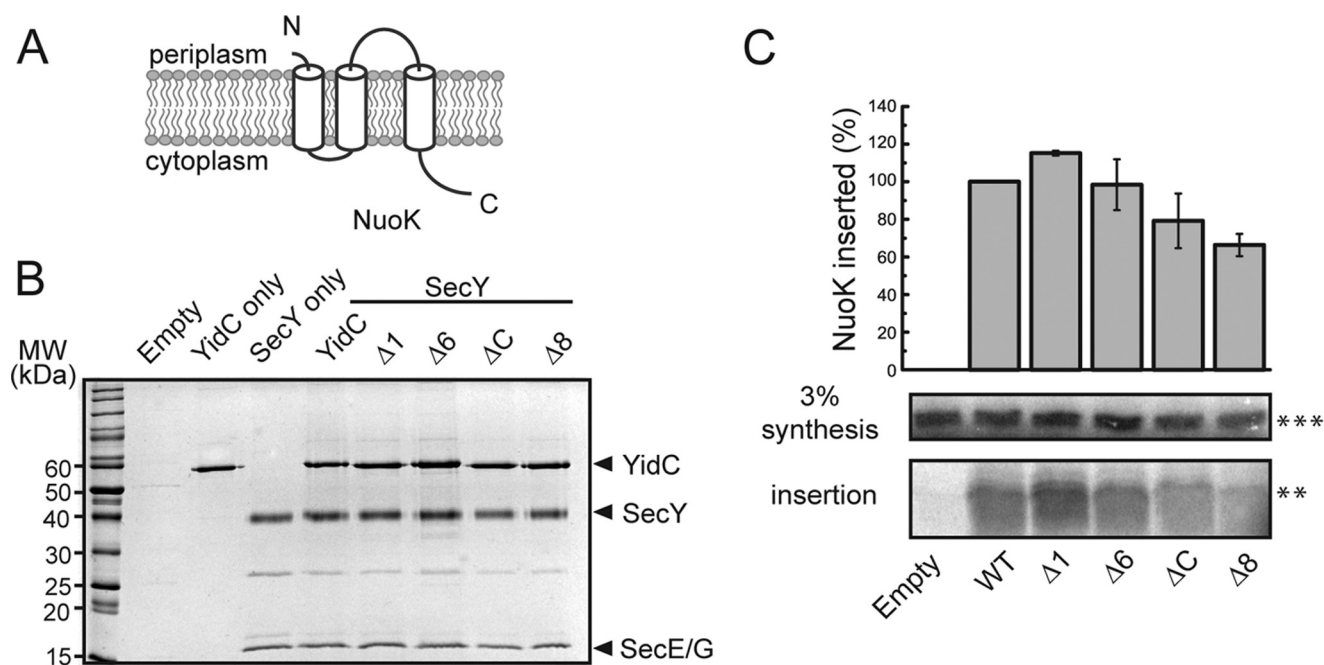 A
N
periplasm
cytoplasm
C
NuoK
B
Empty
YidC only
SecY only
YidC
SecY
Δ1
Δ6
ΔC
Δ8
MW
(kDa)
60
50
40
30
25
20
15
YidC
SecY
SecE/G
C
NuoK inserted (%)
140
120
100
80
60
80
40
20
0
3%
synthesis
***
insertion
**
Empty
WT
Δ1
Δ6
ΔC
Δ8